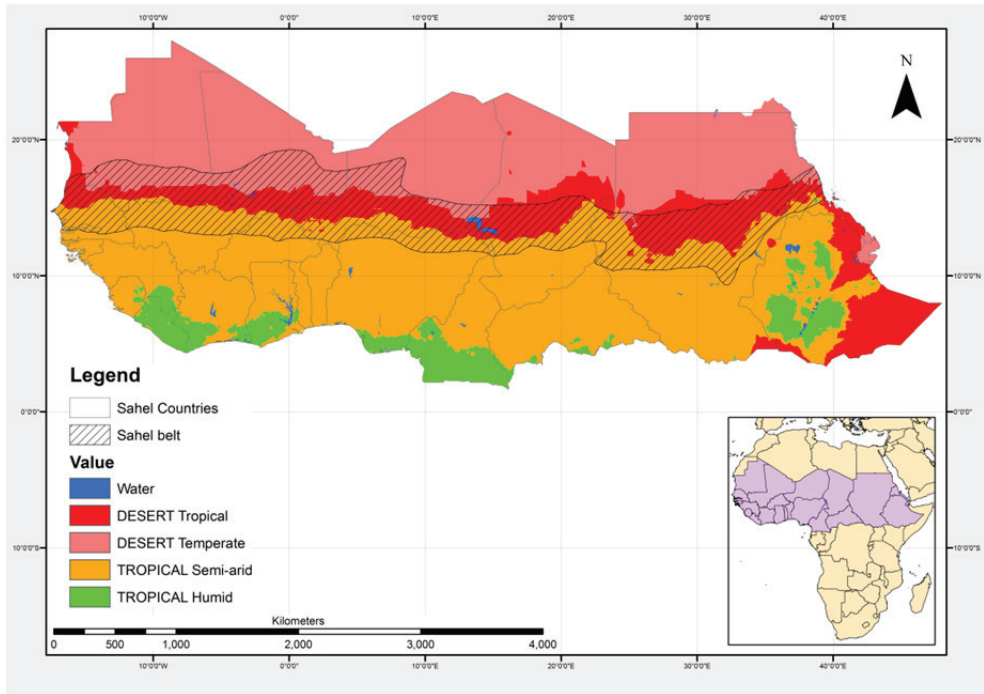 10°0'0"W 0°0'0" 10°0'0"E 20°0'0"E 30°0'0"E 40°0'0"E
N
20°0'0"N 20°0'0"N
10°0'0"N 10°0'0"N
Legend
Sahel Countries
0°0'0" 0°0'0"
Sahel belt
Value
Water
DESERT Tropical
DESERT Temperate
10°0'0"S 10°0'0"S
TROPICAL Semi-arid
TROPICAL Humid
Kilometers
0 500 1,000 2,000 3,000 4,000
10°0'0"W 0°0'0" 10°0'0"E 20°0'0"E 30°0'0"E 40°0'0"E